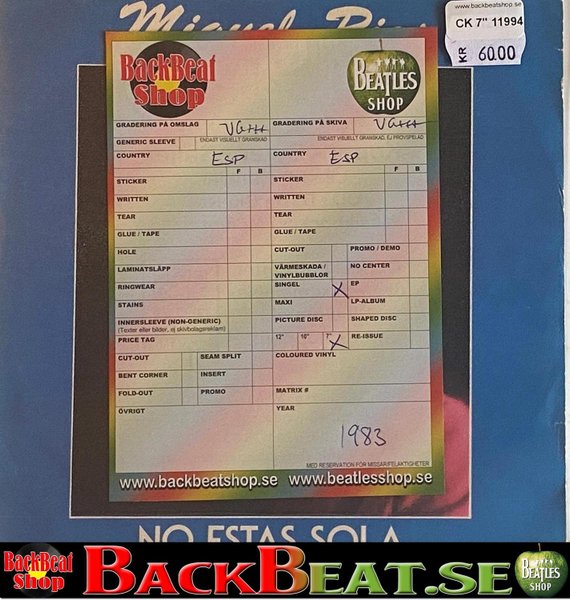 www.backbeatshop.se
CK 7" 11994
KR 60.00
Miguel Rios
BackBeat Shop
BEATLES SHOP
GRADERING PÅ OMSLAG VG+++
ENDAST VISUELLT GRANSKAD
GRADERING PÅ SKIVA VG+++
ENDAST VISUELLT GRANSKAD, EJ PROVSPELAD
GENERIC SLEEVE
COUNTRY ESP
COUNTRY ESP
F B
F B
STICKER
STICKER
WRITTEN
WRITTEN
TEAR
TEAR
GLUE / TAPE
GLUE / TAPE
HOLE
CUT-OUT
PROMO / DEMO
LAMINATSLÄPP
VÄRMESKADA / VINYLBUBBLOR
NO CENTER
RINGWEAR
SINGEL X
EP
STAINS
MAXI
LP-ALBUM
INNERSLEEVE (NON-GENERIC)
(Texter eller bilder, ej skivbolagsreklam)
PICTURE DISC
SHAPED DISC
PRICE TAG
12" 10" 7" X
RE-ISSUE
CUT-OUT
SEAM SPLIT
COLOURED VINYL
BENT CORNER
INSERT
FOLD-OUT
PROMO
MATRIX #
ÖVRIGT
YEAR
1983
MED RESERVATION FÖR MISSAR/FELAKTIGHETER
www.backbeatshop.se www.beatlesshop.se
NO ESTAS SOLA
BackBeat Shop
BACKBEAT.SE
BEATLES SHOP